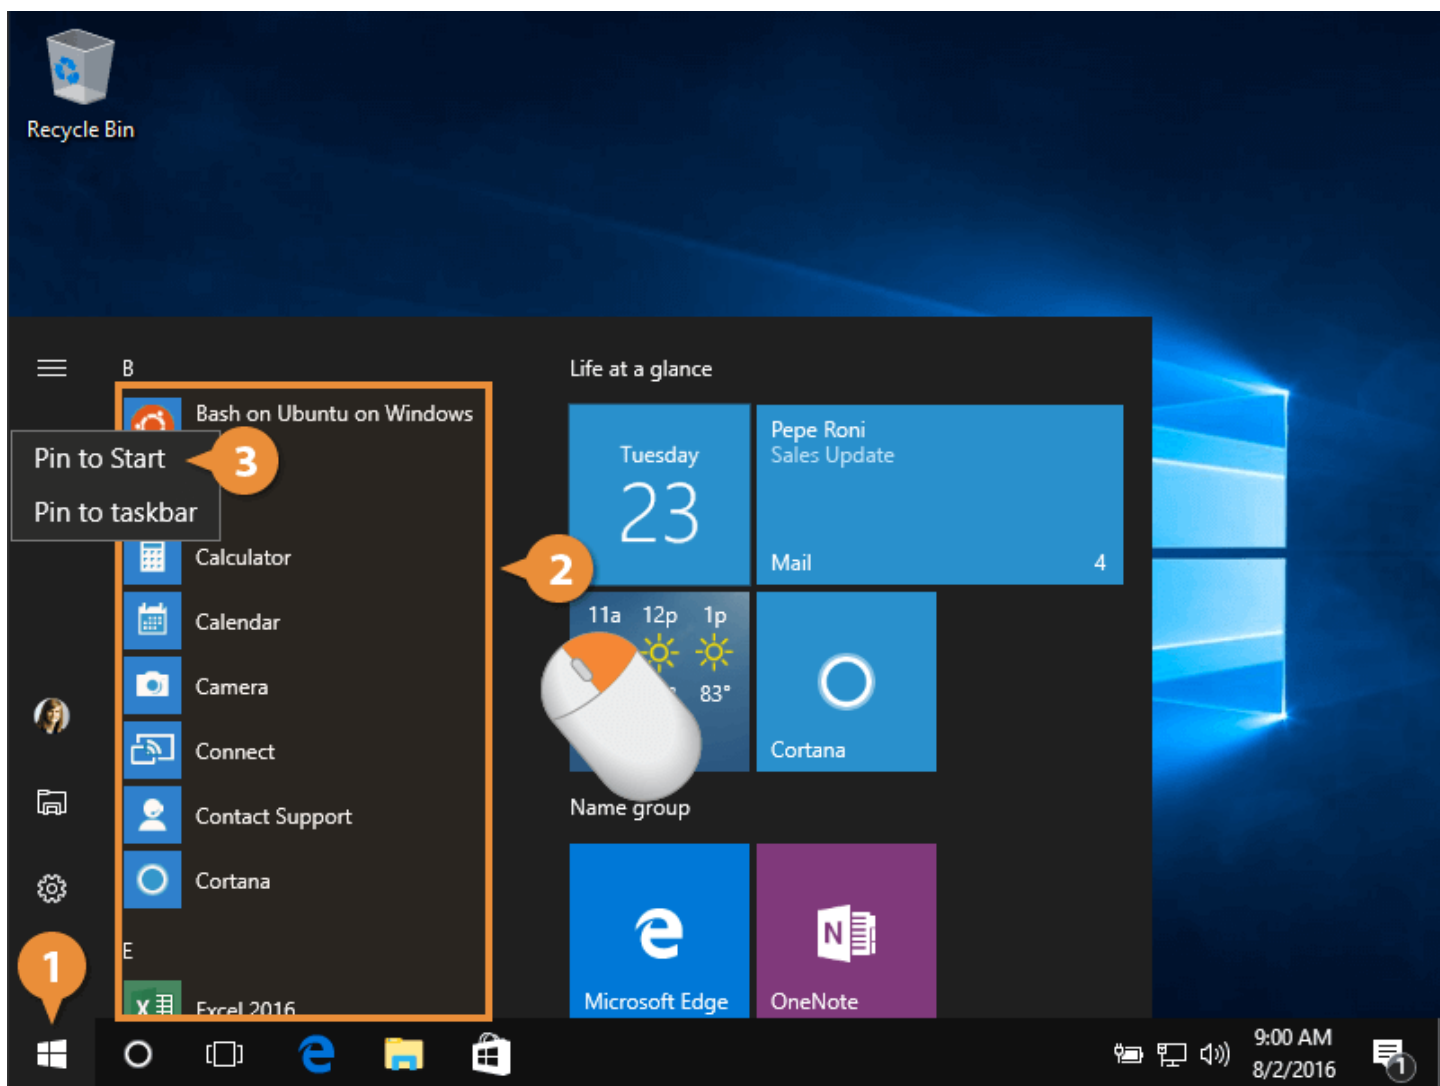 Recycle Bin
B
Bash on Ubuntu on Windows
Pin to Start
3
Pin to taskbar
Calculator
2
Calendar
Camera
Connect
Contact Support
Cortana
E
Excel 2016
1
Life at a glance
Tuesday
23
Pepe Roni
Sales Update
Mail 4
11a 12p 1p
83°
Cortana
Name group
Microsoft Edge
N
OneNote
9:00 AM
8/2/2016
1